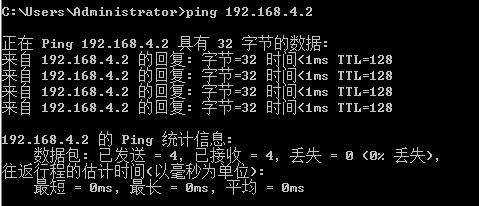 C:\Users\Administrator>ping 192.168.4.2
正在 Ping 192.168.4.2 具有 32 字节的数据:
来自 192.168.4.2 的回复: 字节=32 时间<1ms TTL=128
来自 192.168.4.2 的回复: 字节=32 时间<1ms TTL=128
来自 192.168.4.2 的回复: 字节=32 时间<1ms TTL=128
来自 192.168.4.2 的回复: 字节=32 时间<1ms TTL=128
192.168.4.2 的 Ping 统计信息:
数据包: 已发送 = 4, 已接收 = 4, 丢失 = 0 (0% 丢失),
往返行程的估计时间(以毫秒为单位):
最短 = 0ms, 最长 = 0ms, 平均 = 0ms